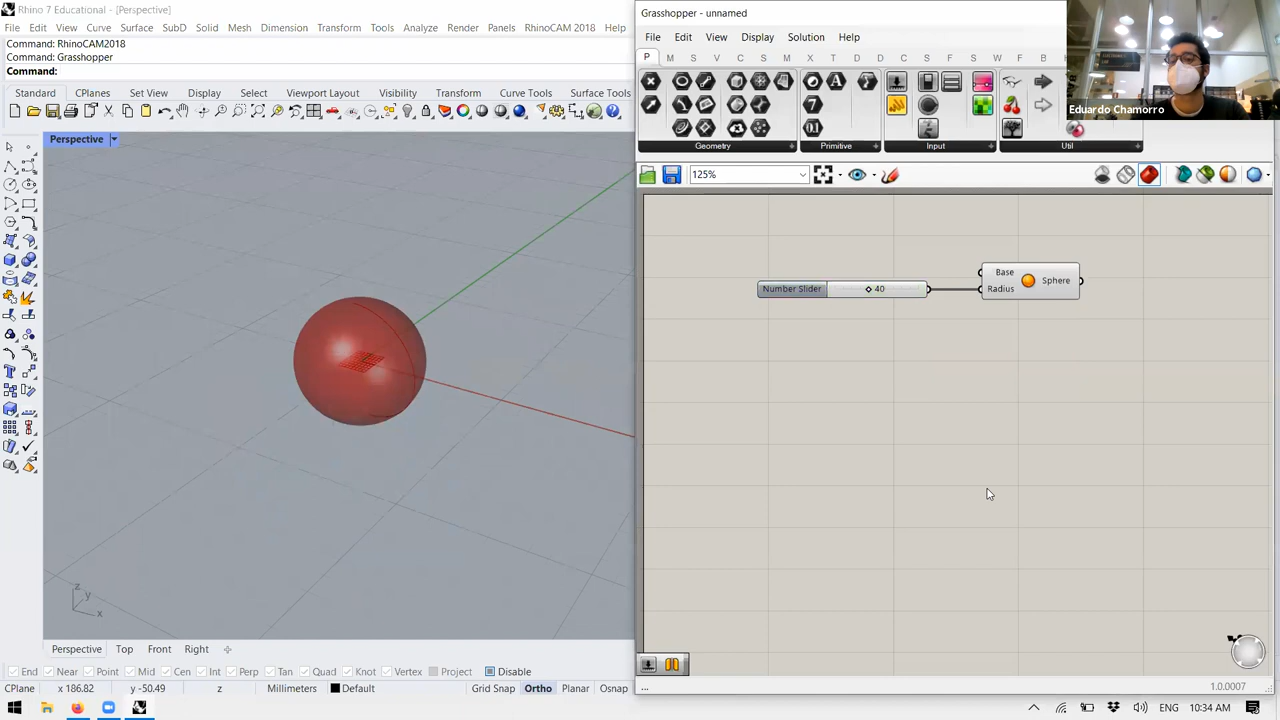 Rhino 7 Educational - [Perspective]
File Edit View Curve Surface SubD Solid Mesh Dimension Transform Tools Analyze Render Panels RhinoCAM 2018 Help
Command: RhinoCAM2018
Command: Grasshopper
Command:
Standard CPlanes Set View Display Select Viewport Layout Visibility Transform Curve Tools Surface Tools
Perspective
z
y
x
Perspective Top Front Right
End Near Point Mid Cen Int Perp Tan Quad Knot Vertex Project Disable
CPlane x 186.82 y -50.49 z Millimeters Default Grid Snap Ortho Planar Osnap
Grasshopper - unnamed
File Edit View Display Solution Help
P M S V C S M I X T D C S F S W F B
Geometry Primitive Input Util
Eduardo Chamorro
125%
Number Slider 40
Base
Radius
Sphere
...
1.0.0007
ENG 10:34 AM